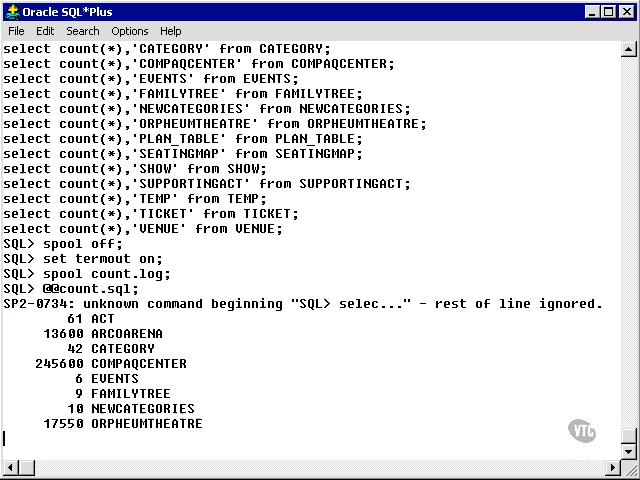 Oracle SQL*Plus
File Edit Search Options Help
select count(*),'CATEGORY' from CATEGORY;
select count(*),'COMPAQCENTER' from COMPAQCENTER;
select count(*),'EVENTS' from EVENTS;
select count(*),'FAMILYTREE' from FAMILYTREE;
select count(*),'NEWCATEGORIES' from NEWCATEGORIES;
select count(*),'ORPHEUMTHEATRE' from ORPHEUMTHEATRE;
select count(*),'PLAN_TABLE' from PLAN_TABLE;
select count(*),'SEATINGMAP' from SEATINGMAP;
select count(*),'SHOW' from SHOW;
select count(*),'SUPPORTINGACT' from SUPPORTINGACT;
select count(*),'TEMP' from TEMP;
select count(*),'TICKET' from TICKET;
select count(*),'VENUE' from VENUE;
SQL> spool off;
SQL> set termout on;
SQL> spool count.log;
SQL> @@count.sql;
SP2-0734: unknown command beginning "SQL> selec..." - rest of line ignored.
61 ACT
13600 ARCOARENA
42 CATEGORY
245600 COMPAQCENTER
6 EVENTS
9 FAMILYTREE
10 NEWCATEGORIES
17550 ORPHEUMTHEATRE
VTC